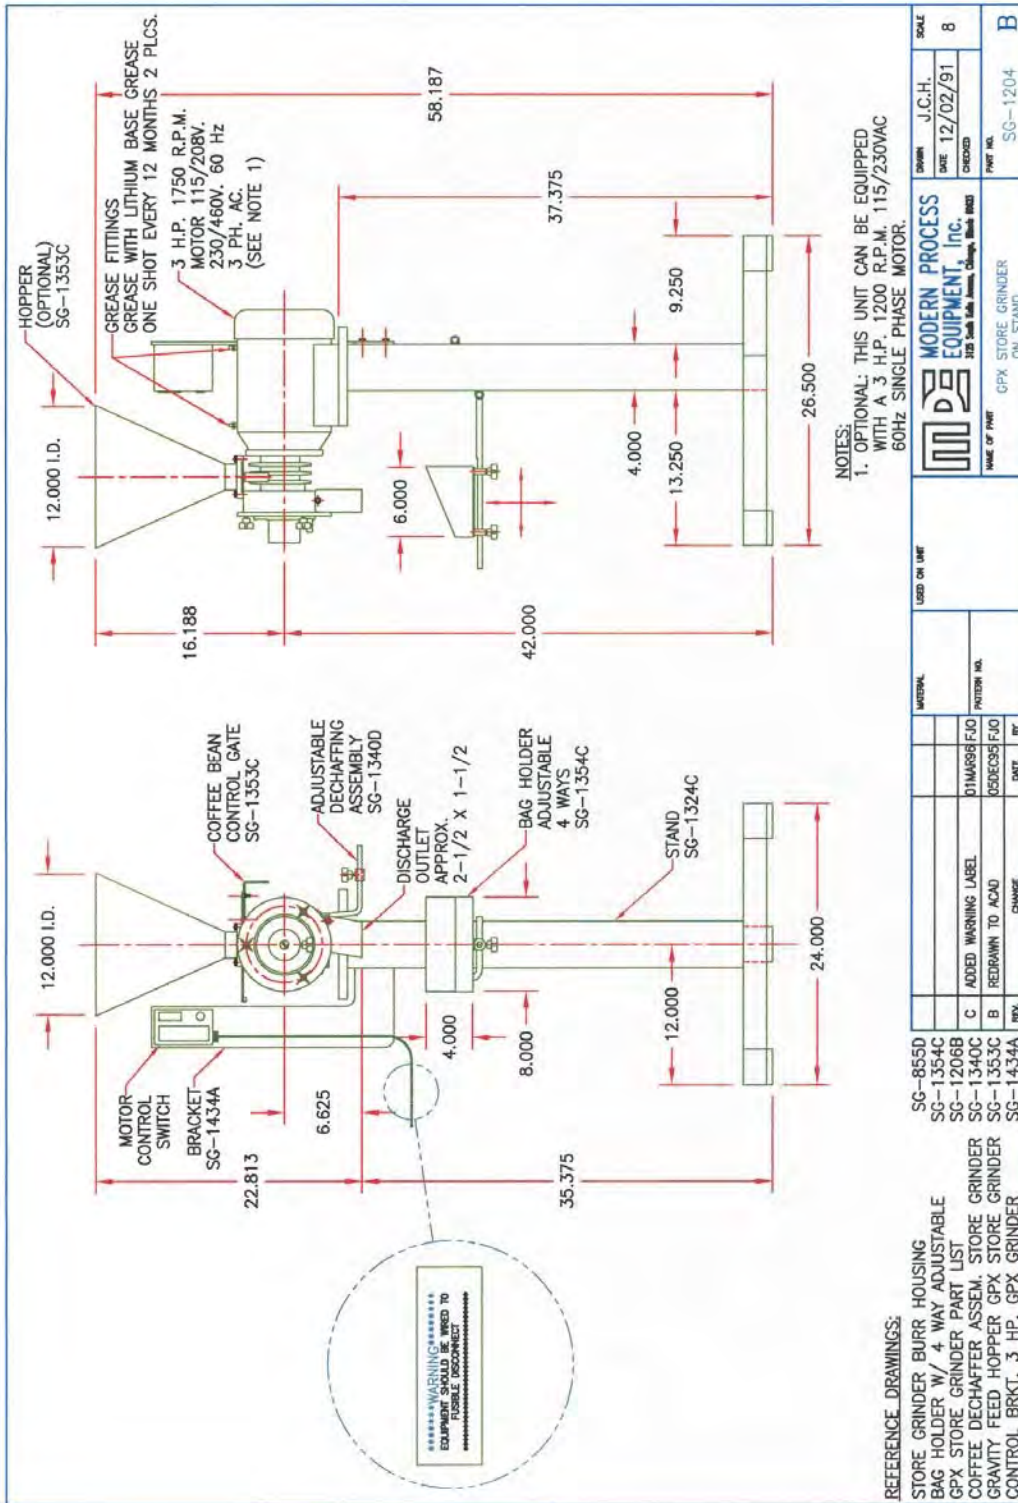 12.000 I.D.
MOTOR
CONTROL
SWITCH
BRACKET
SG-1434A
COFFEE BEAN
CONTROL GATE
SG-1353C
ADJUSTABLE
DECHAFFING
ASSEMBLY
SG-1340D
DISCHARGE
OUTLET
APPROX.
2-1/2 X 1-1/2
BAG HOLDER
ADJUSTABLE
4 WAYS
SG-1354C
STAND
SG-1324C
22.813
6.625
35.375
4.000
8.000
12.000
24.000
*******WARNING********
EQUIPMENT SHOULD BE WIRED TO
FUSIBLE DISCONNECT
HOPPER
(OPTIONAL)
SG-1353C
12.000 I.D.
GREASE FITTINGS
GREASE WITH LITHIUM BASE GREASE
ONE SHOT EVERY 12 MONTHS 2 PLCS.
3 H.P. 1750 R.P.M.
MOTOR 115/208V.
230/460V. 60 Hz
3 PH. AC.
(SEE NOTE 1)
16.188
42.000
58.187
37.375
6.000
4.000
13.250
9.250
26.500
NOTES:
1. OPTIONAL: THIS UNIT CAN BE EQUIPPED
WITH A 3 H.P. 1200 R.P.M. 115/230VAC
60Hz SINGLE PHASE MOTOR.
REFERENCE DRAWINGS:
STORE GRINDER BURR HOUSING SG-855D
BAG HOLDER W/ 4 WAY ADJUSTABLE SG-1354C
GPX STORE GRINDER PART LIST SG-1206B
COFFEE DECHAFFER ASSEM. STORE GRINDER SG-1340C
GRAVITY FEED HOPPER GPX STORE GRINDER SG-1353C
CONTROL BRKT. 3 HP. GPX GRINDER SG-1434A
C ADDED WARNING LABEL 01MAR96 FJO
B REDRAWN TO ACAD 05DEC95 FJO
REV. CHANGE DATE BY
MATERIAL
PATTERN NO.
USED ON UNIT
MODERN PROCESS
EQUIPMENT, Inc.
NAME OF PART
GPX STORE GRINDER
ON STAND
DRAWN J.C.H.
DATE 12/02/91
CHECKED
SCALE
8
PART NO.
SG-1204 B